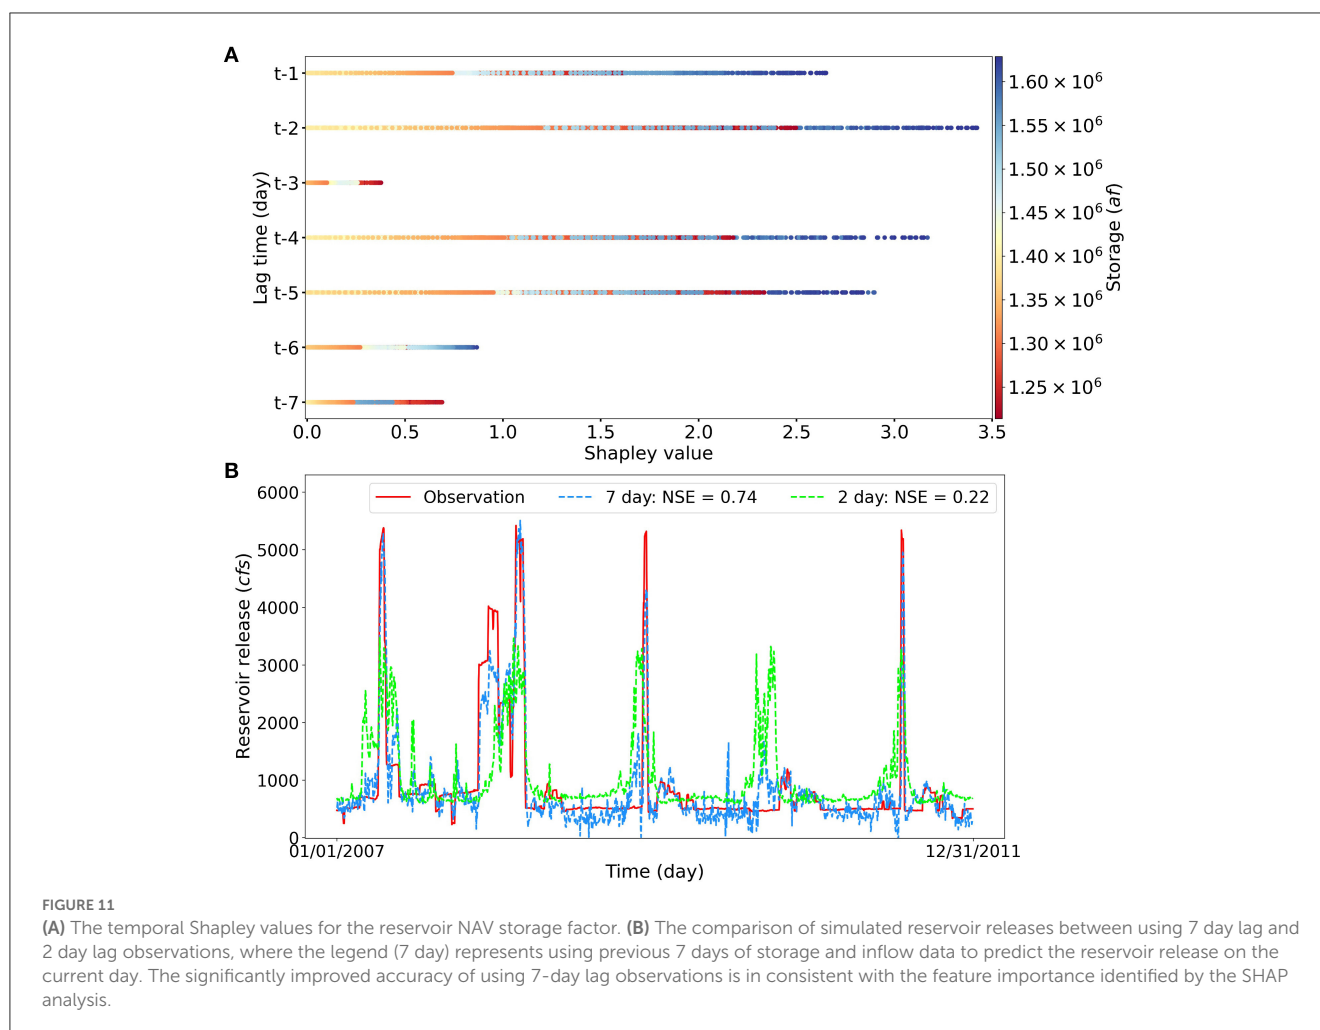 A
t-1
t-2
t-3
t-4
t-5
t-6
t-7
Lag time (day)
0.0 0.5 1.0 1.5 2.0 2.5 3.0 3.5
Shapley value
1.60 × 10⁶
1.55 × 10⁶
1.50 × 10⁶
1.45 × 10⁶
1.40 × 10⁶
1.35 × 10⁶
1.30 × 10⁶
1.25 × 10⁶
Storage (af)
B
Observation 7 day: NSE = 0.74 2 day: NSE = 0.22
6000
5000
4000
3000
2000
1000
0
Reservoir release (cfs)
01/01/2007 12/31/2011
Time (day)
FIGURE 11
(A) The temporal Shapley values for the reservoir NAV storage factor. (B) The comparison of simulated reservoir releases between using 7 day lag and
2 day lag observations, where the legend (7 day) represents using previous 7 days of storage and inflow data to predict the reservoir release on the
current day. The significantly improved accuracy of using 7-day lag observations is in consistent with the feature importance identified by the SHAP
analysis.